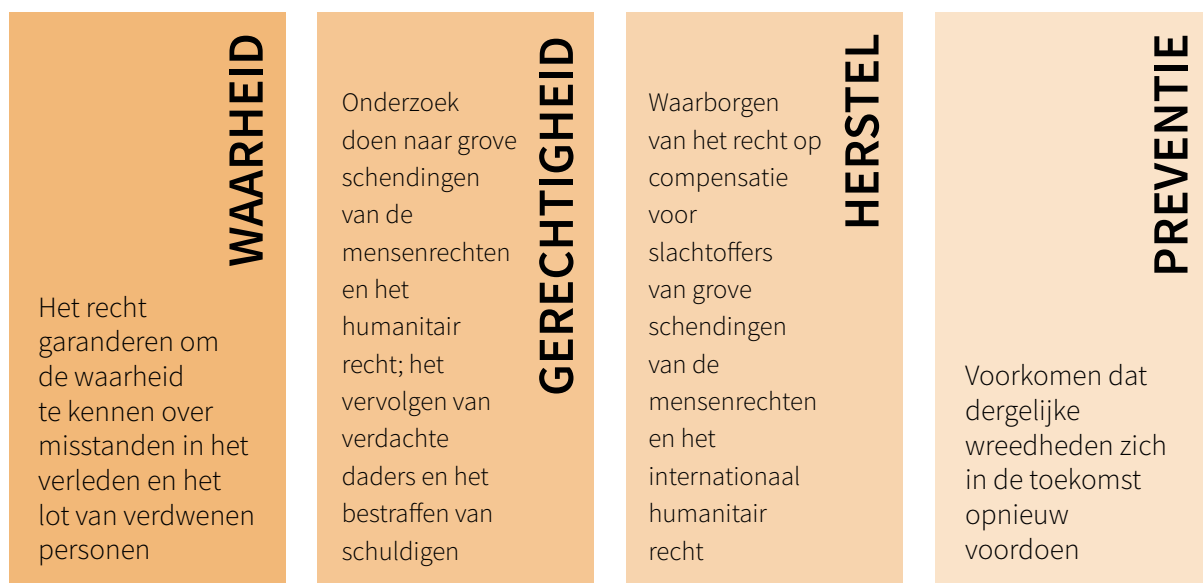 WAARHEID
Het recht
garanderen om
de waarheid
te kennen over
misstanden in het
verleden en het
lot van verdwenen
personen
GERECHTIGHEID
Onderzoek
doen naar grove
schendingen
van de
mensenrechten
en het
humanitair
recht; het
vervolgen van
verdachte
daders en het
bestraffen van
schuldigen
HERSTEL
Waarborgen
van het recht op
compensatie
voor
slachtoffers
van grove
schendingen
van de
mensenrechten
en het
internationaal
humanitair
recht
PREVENTIE
Voorkomen dat
dergelijke
wreedheden zich
in de toekomst
opnieuw
voordoen